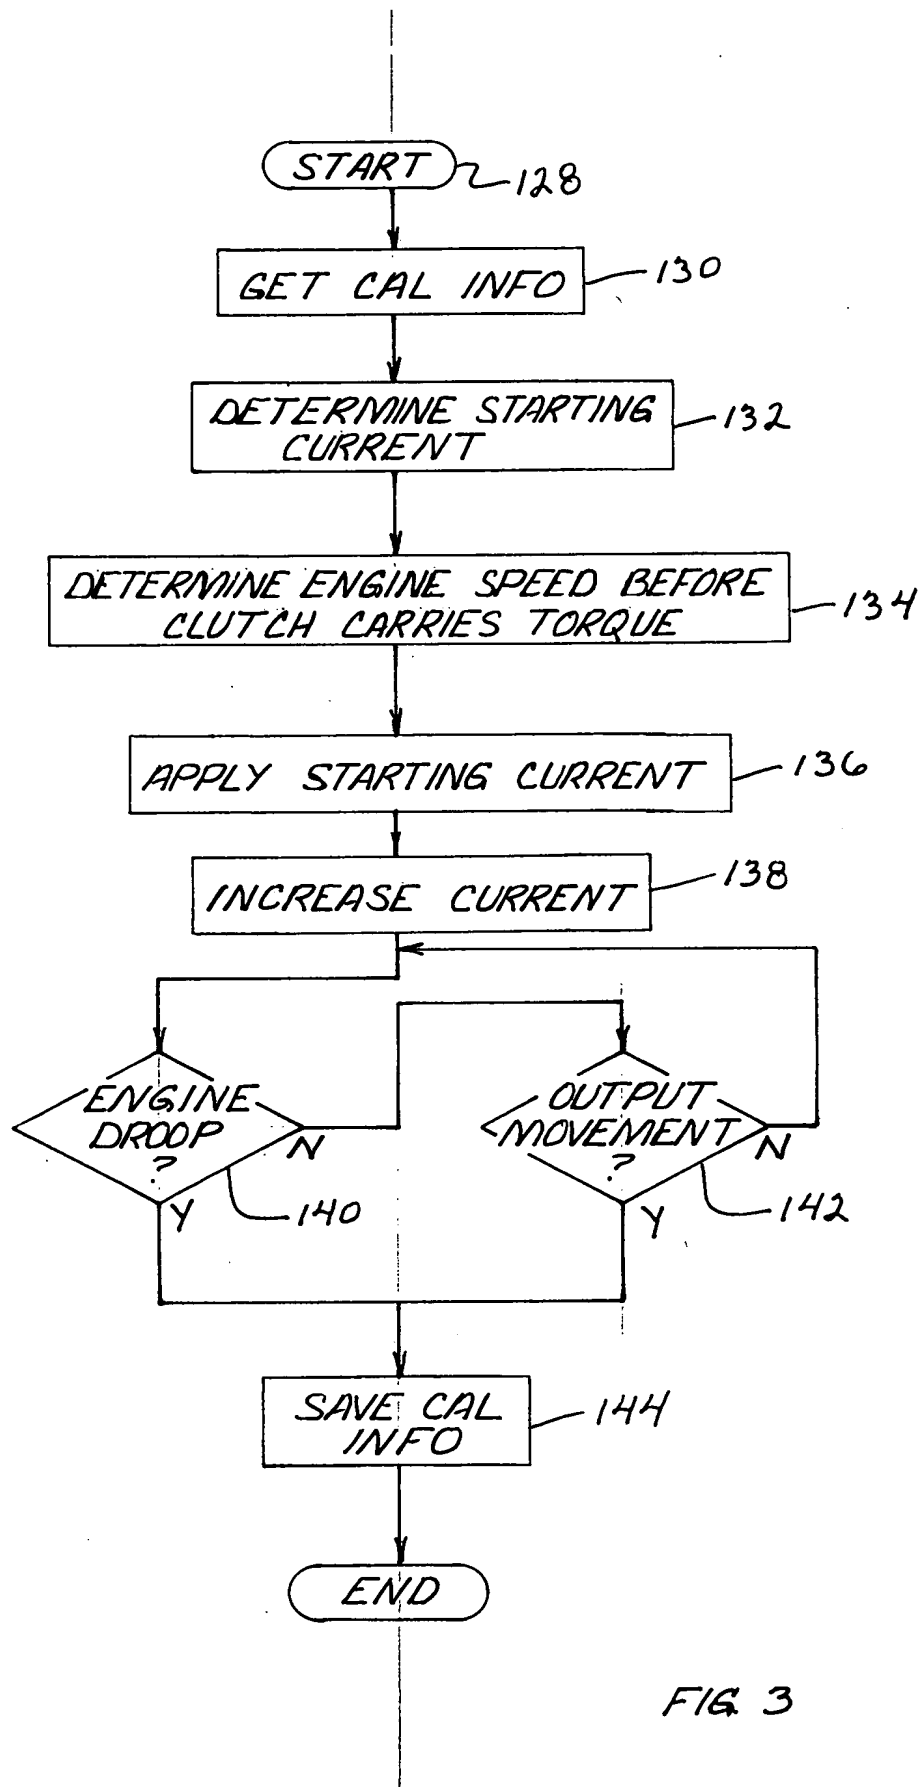 START
128
GET CAL INFO
130
DETERMINE STARTING
CURRENT
132
DETERMINE ENGINE SPEED BEFORE
CLUTCH CARRIES TORQUE
134
APPLY STARTING CURRENT
136
INCREASE CURRENT
138
ENGINE
DROOP
?
N
Y
140
OUTPUT
MOVEMENT
?
N
Y
142
SAVE CAL
INFO
144
END
FIG 3